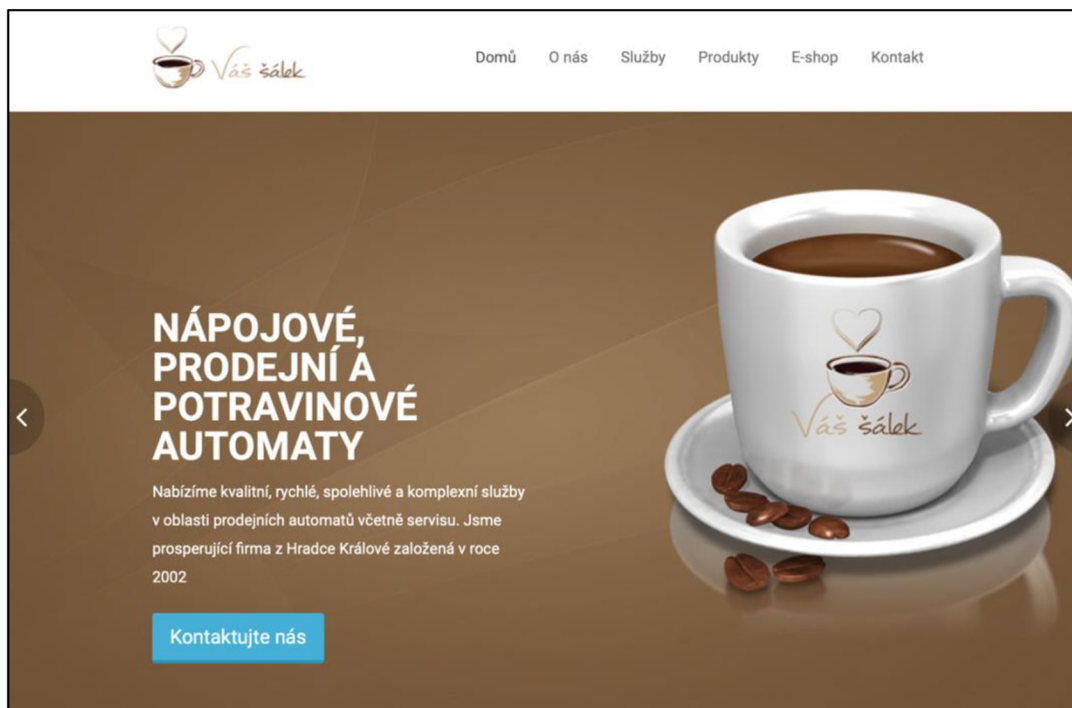 Váš šálek
Domů O nás Služby Produkty E-shop Kontakt
NÁPOJOVÉ,
PRODEJNÍ A
POTRAVINOVÉ
AUTOMATY
Nabízíme kvalitní, rychlé, spolehlivé a komplexní služby
v oblasti prodejních automatů včetně servisu. Jsme
prosperující firma z Hradce Králové založená v roce
2002
Kontaktujte nás
Váš šálek